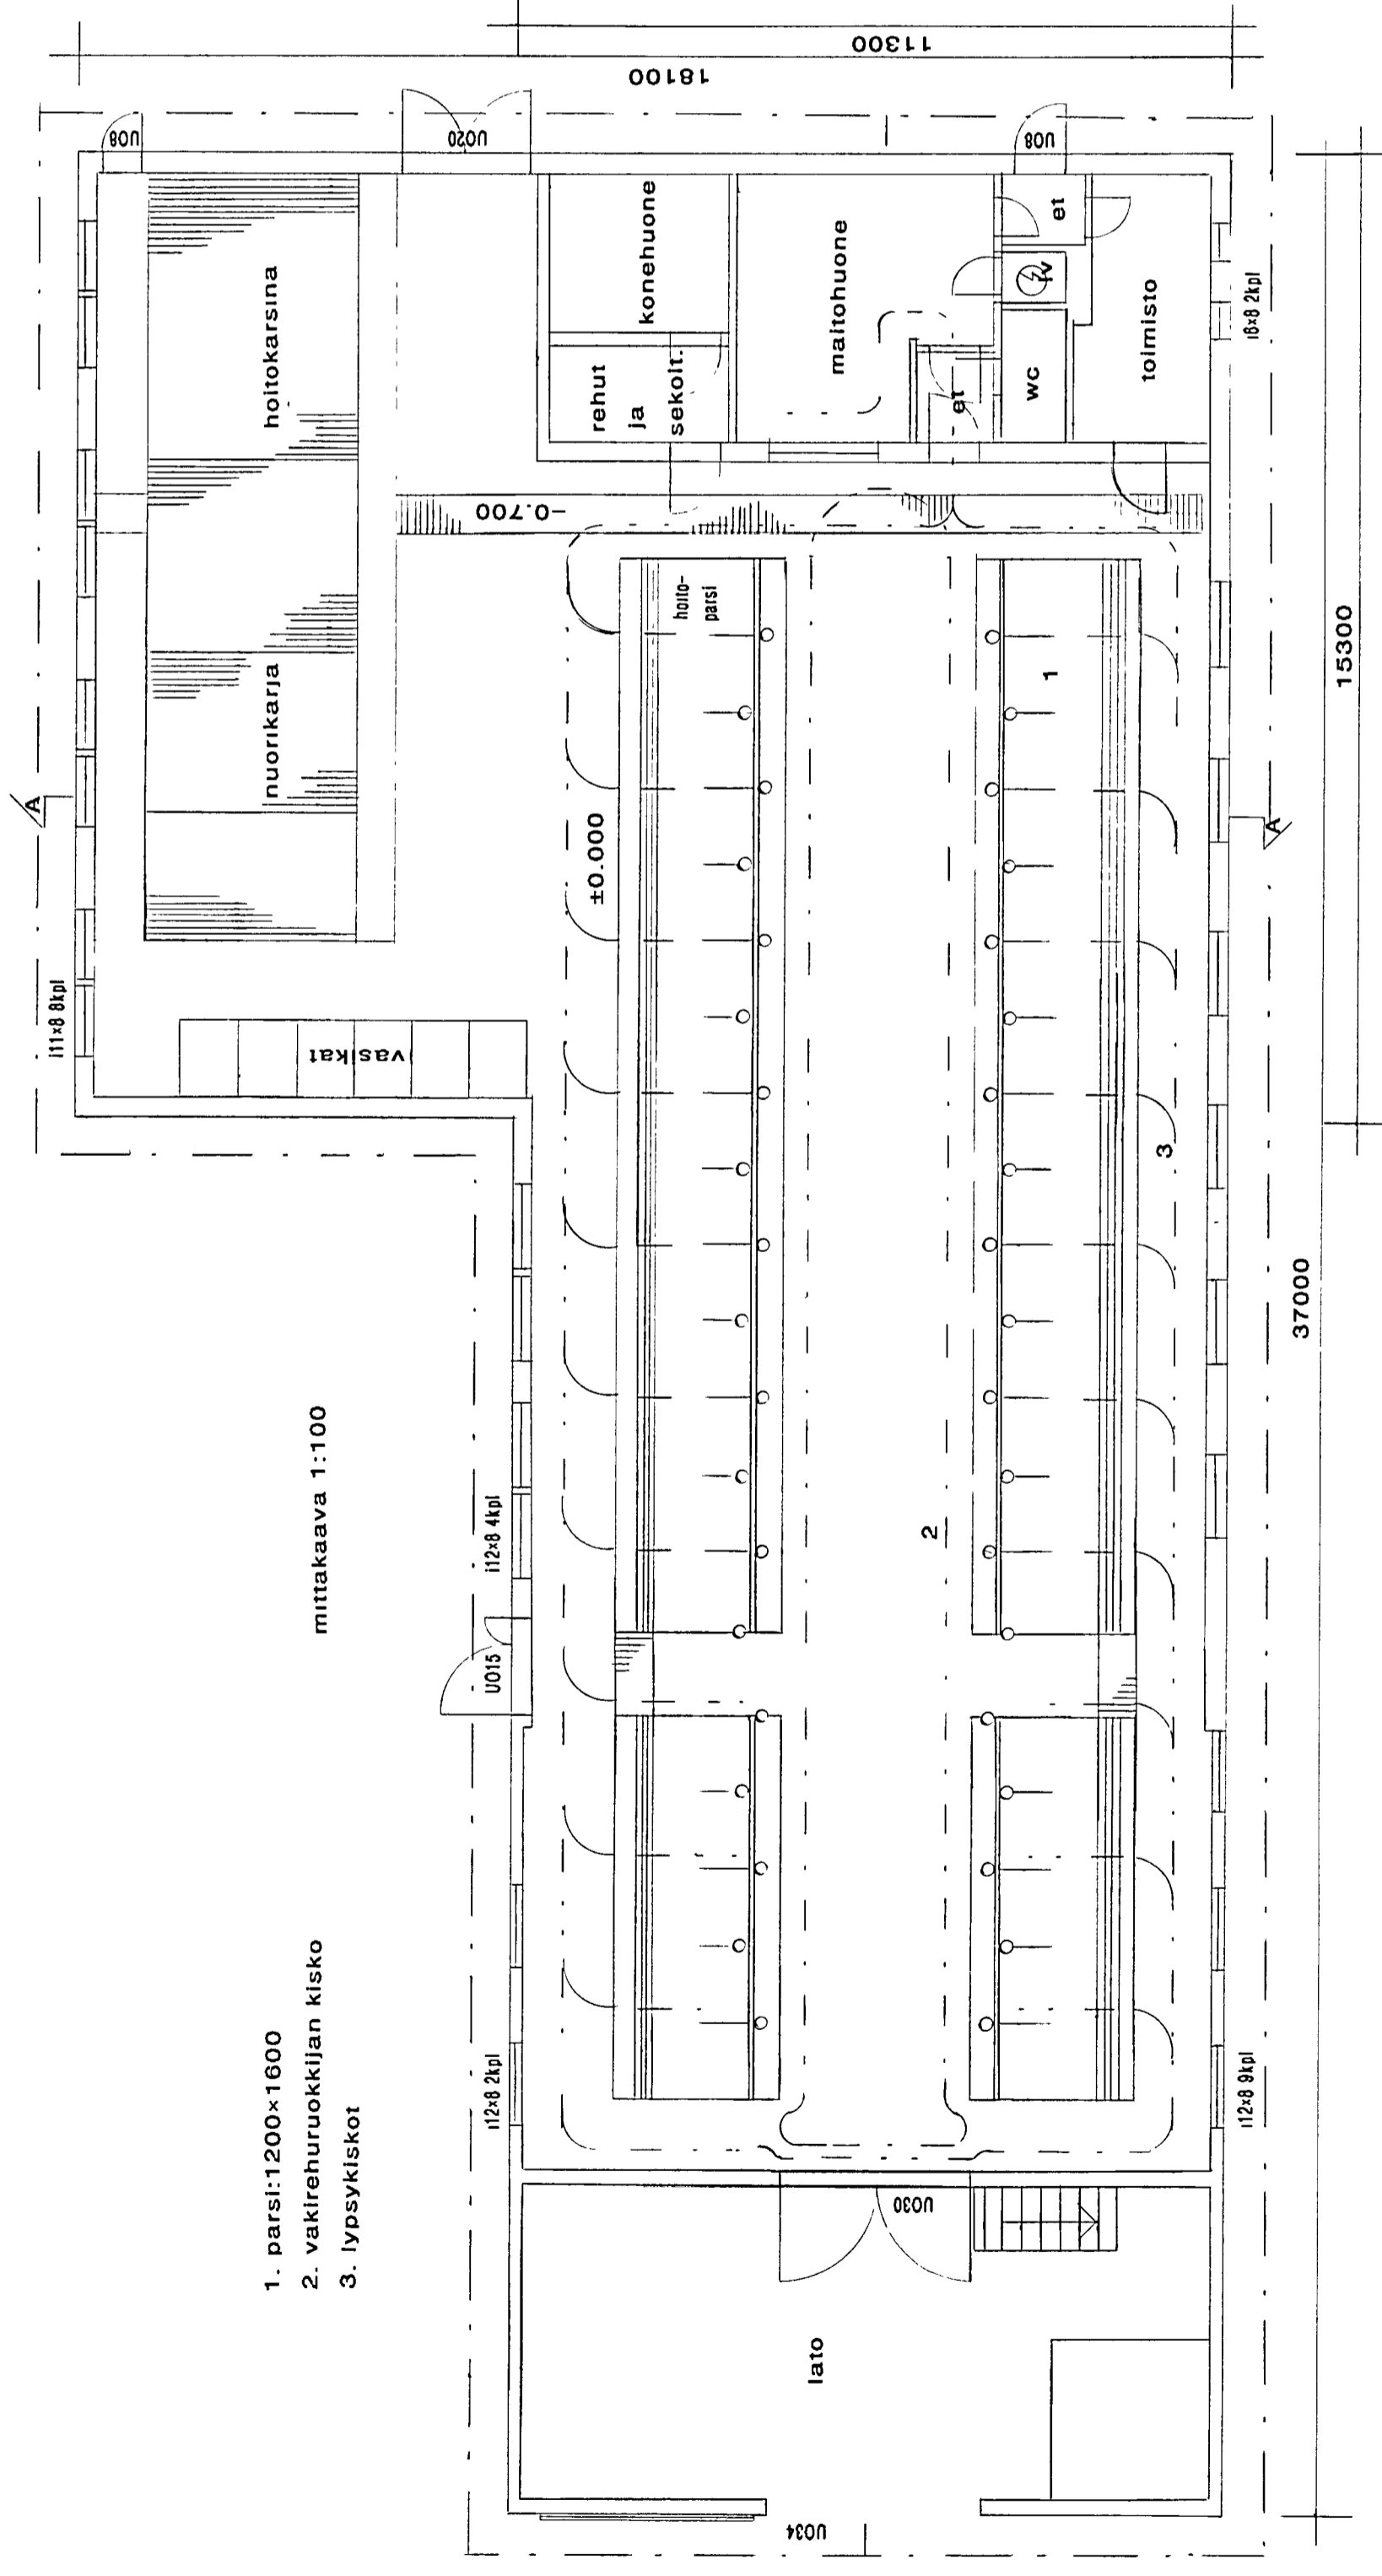 1. parsi:1200×1600
2. vakirehuruokkijan kisko
3. lypsykiskot
mittakaava 1:100
i11×8 8kpl
i12×8 4kpl
i12×8 2kpl
i12×8 9kpl
i6×8 2kpl
A
A
U08
U020
U08
U015
U030
U034
11300
18100
15300
37000
hoitokarsina
nuorikarja
vasikat
konehuone
rehut
ja
sekoit.
maitohuone
et
et
wc
lv
toimisto
-0.700
±0.000
hoito-
parsi
1
2
3
lato